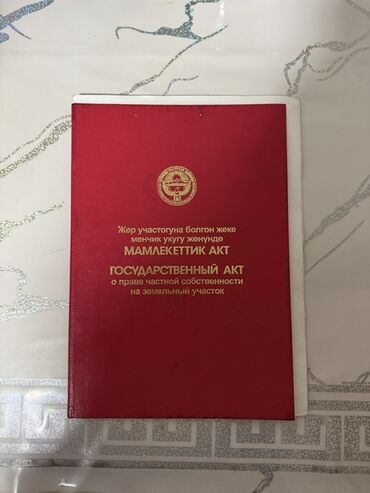 Жер участогуна болгон жеке
менчик укугу жөнүндө
МАМЛЕКЕТТИК АКТ
ГОСУДАРСТВЕННЫЙ АКТ
о праве частной собственности
на земельный участок